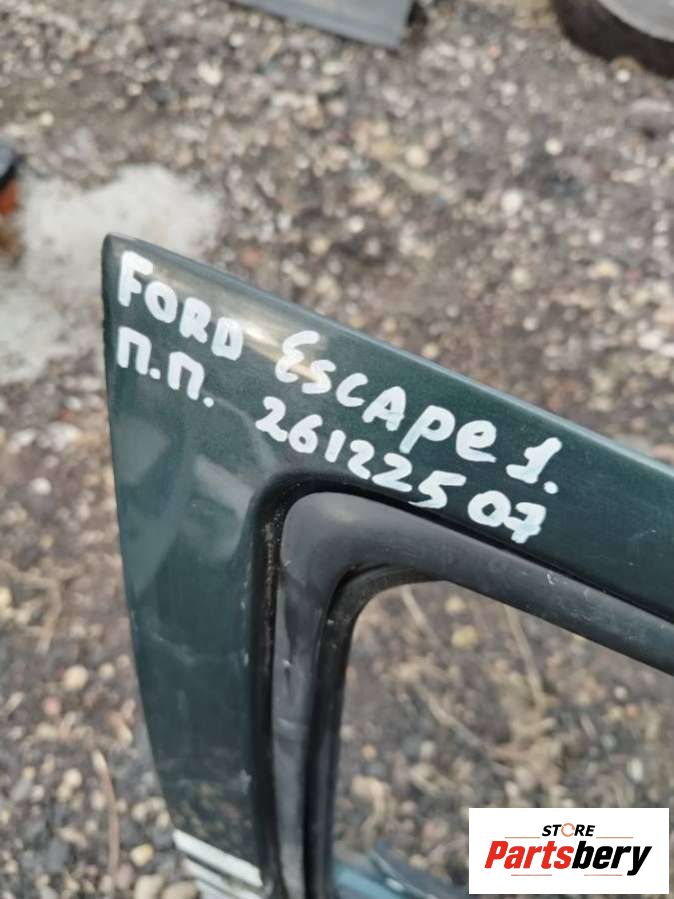 FORD ESCAPE 1.
П.П. 26122507
STORE
Partsbery